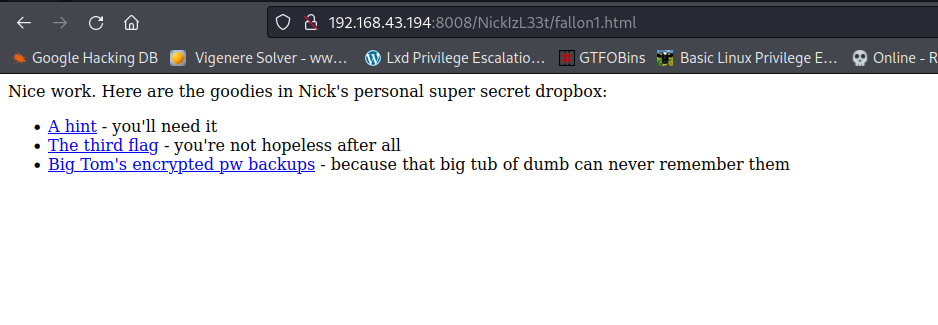 192.168.43.194:8008/NickIzL33t/fallon1.html
Google Hacking DB Vigenere Solver - ww… Lxd Privilege Escalatio… GTFOBins Basic Linux Privilege E… Online - R
Nice work. Here are the goodies in Nick's personal super secret dropbox:
• A hint - you'll need it
• The third flag - you're not hopeless after all
• Big Tom's encrypted pw backups - because that big tub of dumb can never remember them